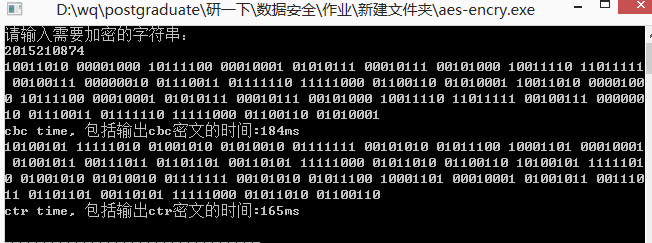 D:\wq\postgraduate\研一下\数据安全\作业\新建文件夹\aes-encry.exe
请输入需要加密的字符串：
2015210874
10011010 00001000 10111100 00010001 01010111 00010111 00101000 10011110 11011111
 00100111 00000010 01110011 01111110 11111000 01100110 01010001 10011010 0000100
0 10111100 00010001 01010111 00010111 00101000 10011110 11011111 00100111 000000
10 01110011 01111110 11111000 01100110 01010001
cbc time, 包括输出cbc密文的时间:184ms
10100101 11111010 01001010 01010010 01111111 00101010 01011100 10001101 00010001
 01001011 00111011 01101101 00110101 11111000 01011010 01100110 10100101 1111101
0 01001010 01010010 01111111 00101010 01011100 10001101 00010001 01001011 001110
11 01101101 00110101 11111000 01011010 01100110
ctr time, 包括输出ctr密文的时间:165ms